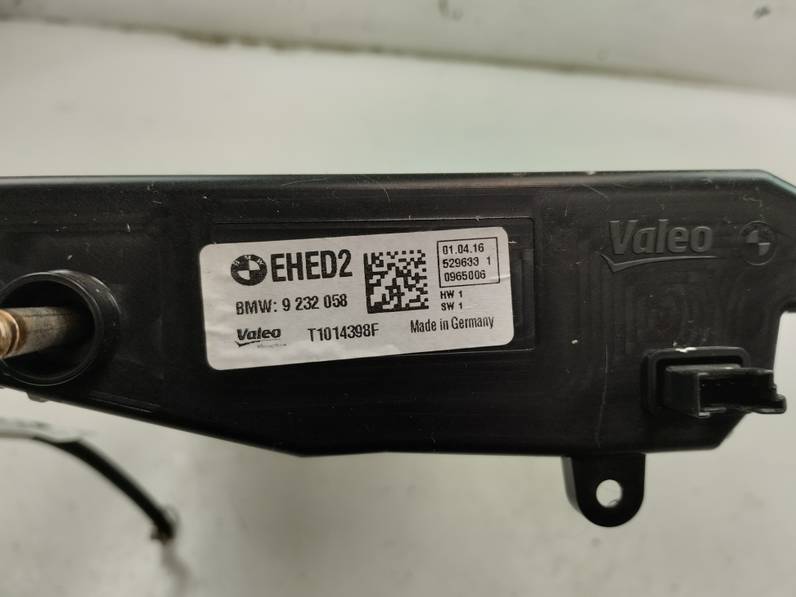 EHED2
BMW: 9 232 058
Valeo T1014398F
01.04.16
529633 1
0965006
HW 1
SW 1
Made in Germany
Valeo